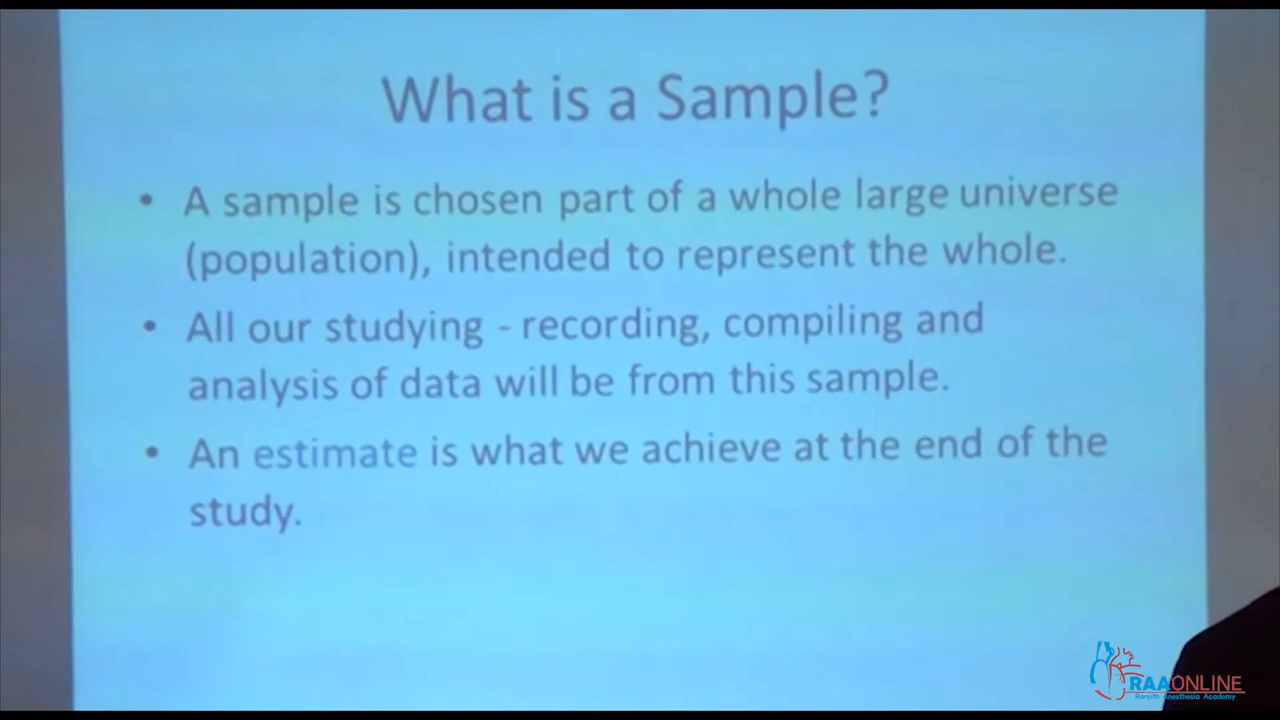 What is a Sample?
• A sample is chosen part of a whole large universe
(population), intended to represent the whole.
• All our studying - recording, compiling and
analysis of data will be from this sample.
• An estimate is what we achieve at the end of the
study.
RAAONLINE
Ranjith Anesthesia Academy